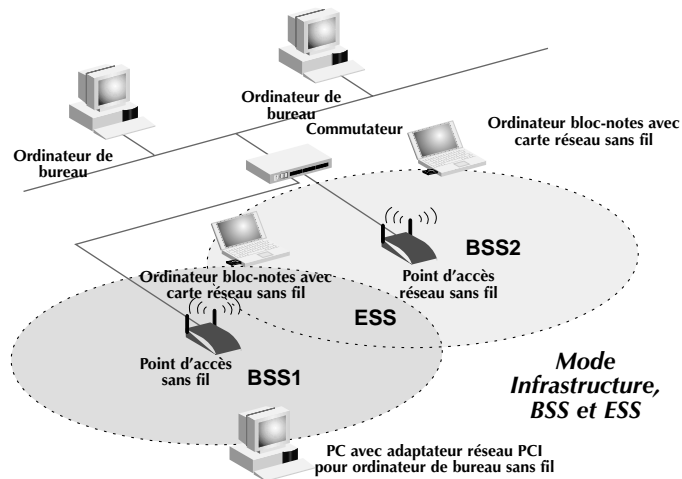 Ordinateur de
bureau
Commutateur
Ordinateur bloc-notes avec
carte réseau sans fil
Ordinateur de
bureau
BSS2
Point d'accès
réseau sans fil
Ordinateur bloc-notes avec
carte réseau sans fil
ESS
Point d'accès
sans fil
BSS1
Mode
Infrastructure,
BSS et ESS
PC avec adaptateur réseau PCI
pour ordinateur de bureau sans fil